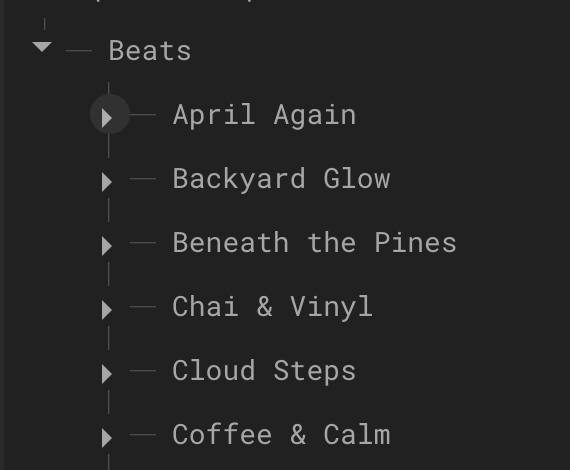 Beats
April Again
Backyard Glow
Beneath the Pines
Chai & Vinyl
Cloud Steps
Coffee & Calm